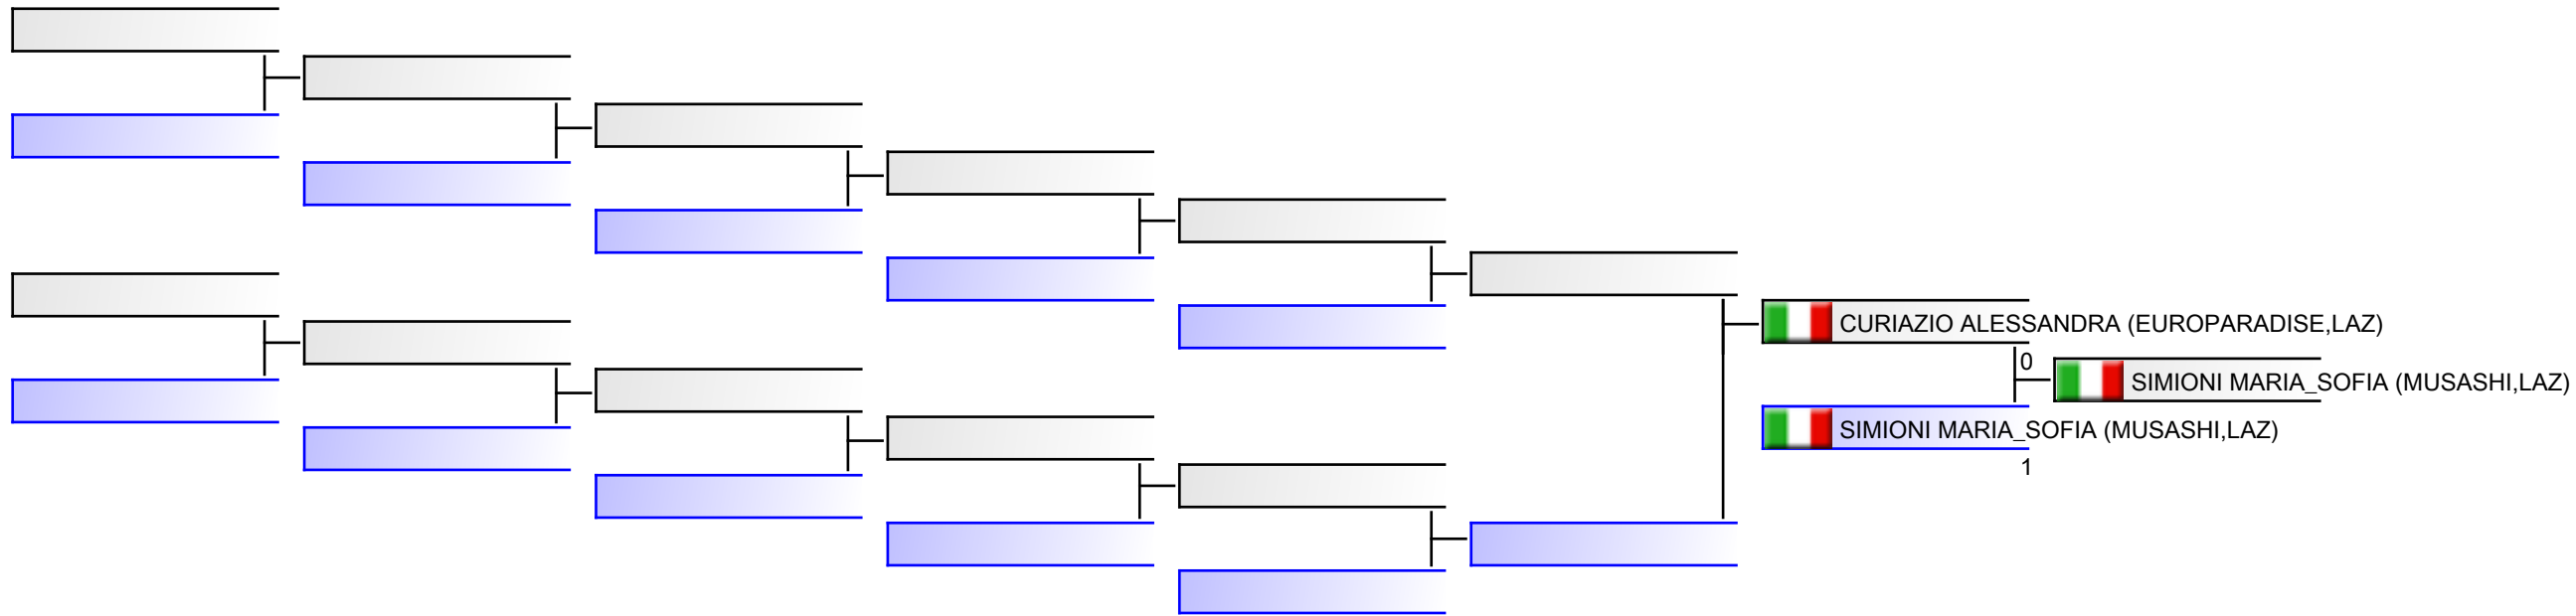 CURIAZIO ALESSANDRA (EUROPARADISE,LAZ)
0
SIMIONI MARIA_SOFIA (MUSASHI,LAZ)
SIMIONI MARIA_SOFIA (MUSASHI,LAZ)
1